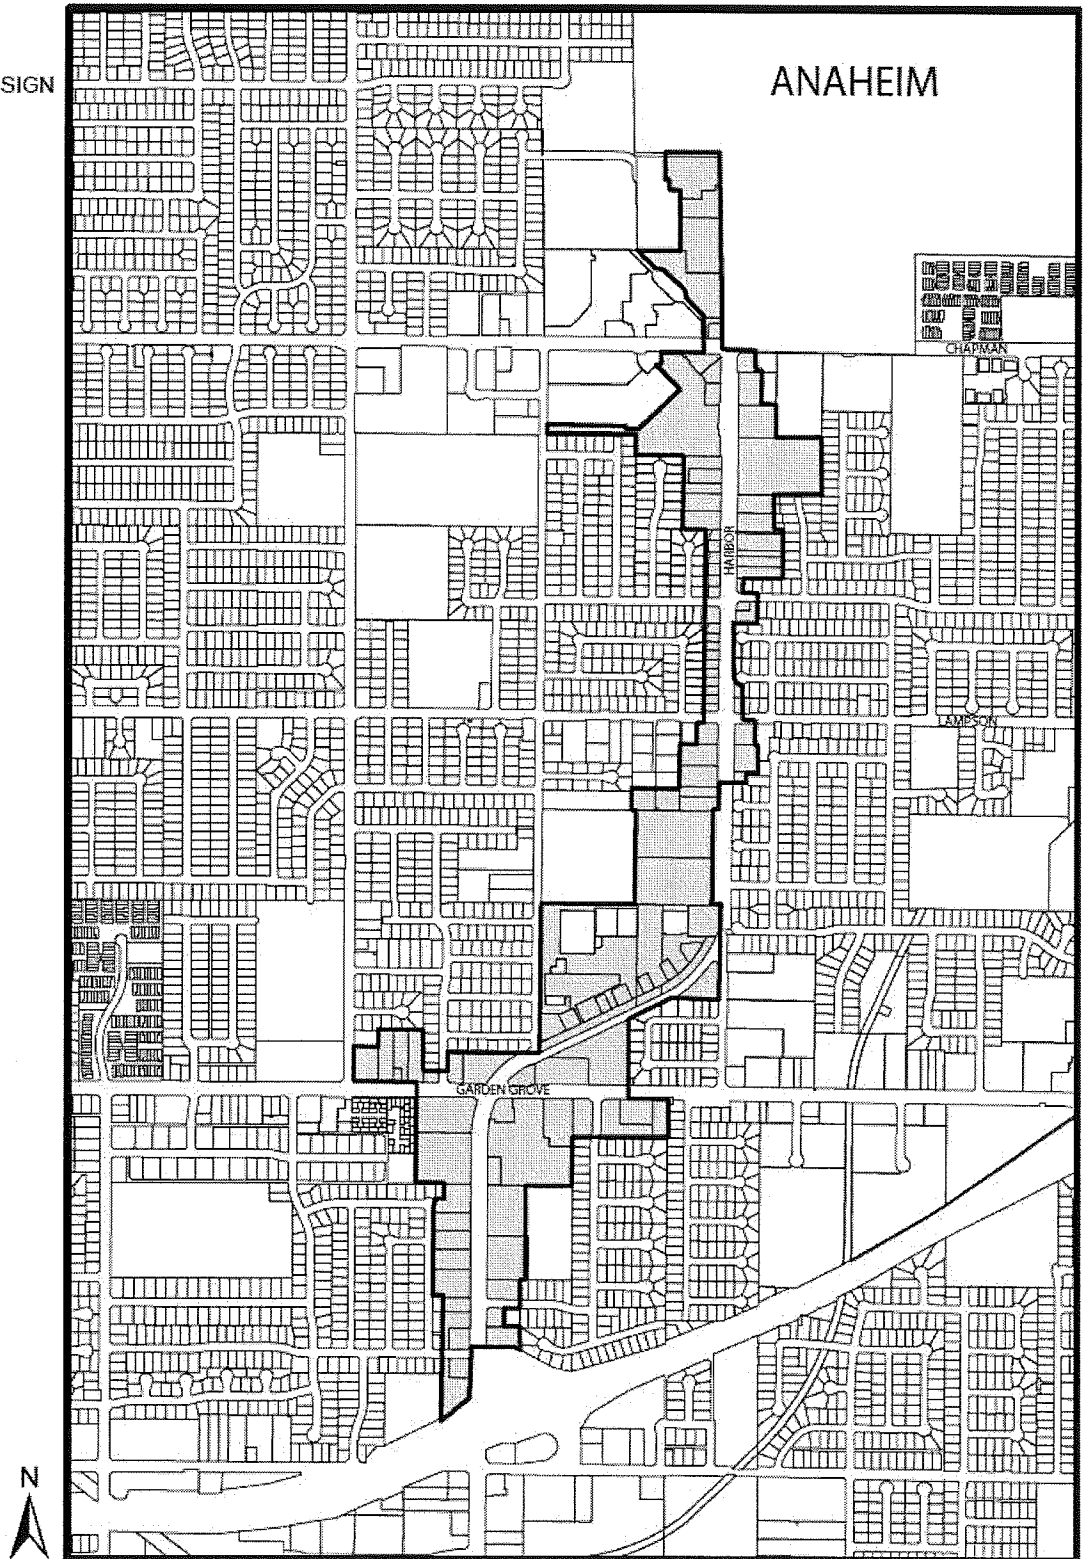 SIGN
ANAHEIM
CHAPMAN
HARBOR
LAMPSON
GARDEN GROVE
N